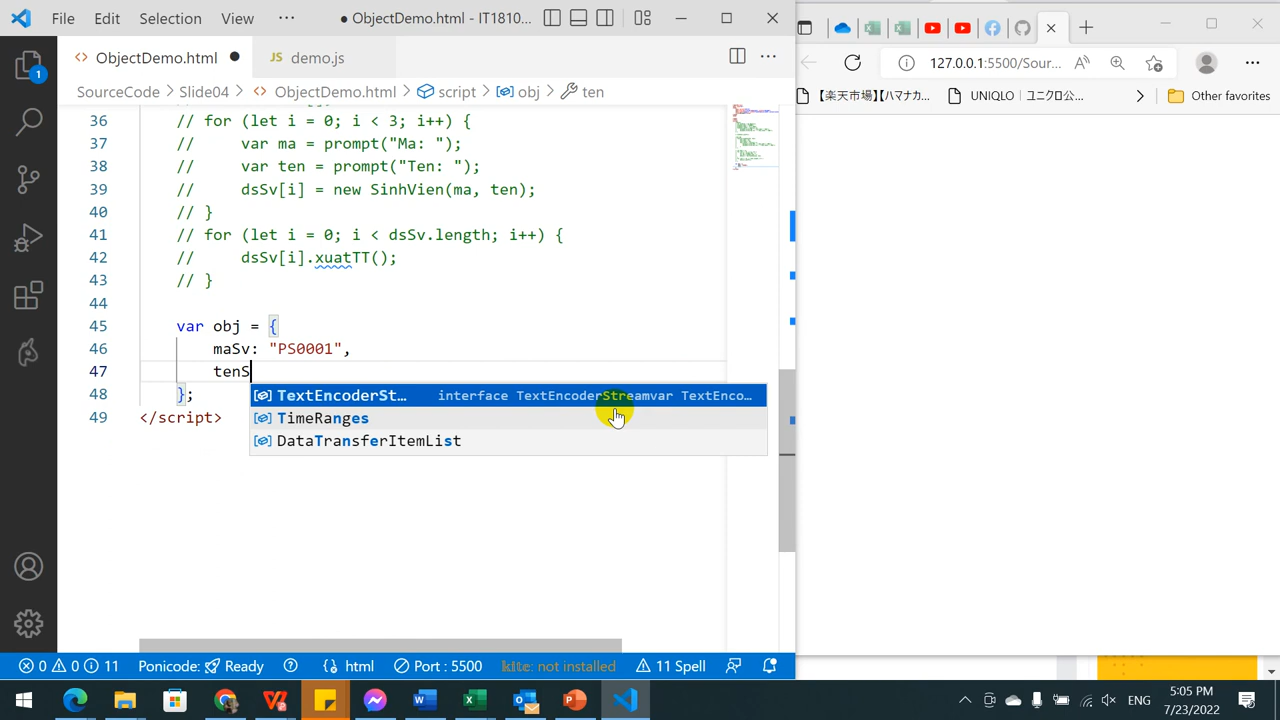 File Edit Selection View ··· ● ObjectDemo.html - IT1810...
<> ObjectDemo.html ● JS demo.js
SourceCode > Slide04 > <> ObjectDemo.html > script > obj > ten
36 // for (let i = 0; i < 3; i++) {
37 //     var ma = prompt("Ma: ");
38 //     var ten = prompt("Ten: ");
39 //     dsSv[i] = new SinhVien(ma, ten);
40 // }
41 // for (let i = 0; i < dsSv.length; i++) {
42 //     dsSv[i].xuatTT();
43 // }
44
45 var obj = {
46     maSv: "PS0001",
47     tenS
48 };
49 </script>
TextEncoderSt... interface TextEncoderStreamvar TextEnco...
TimeRanges
DataTransferItemList
1
0 0 11 Ponicode: Ready {} html Port : 5500 kite: not installed 11 Spell
127.0.0.1:5500/Sour...
【楽天市場】【ハマナカ... UNIQLO｜ユニクロ公... Other favorites
ENG 5:05 PM
7/23/2022